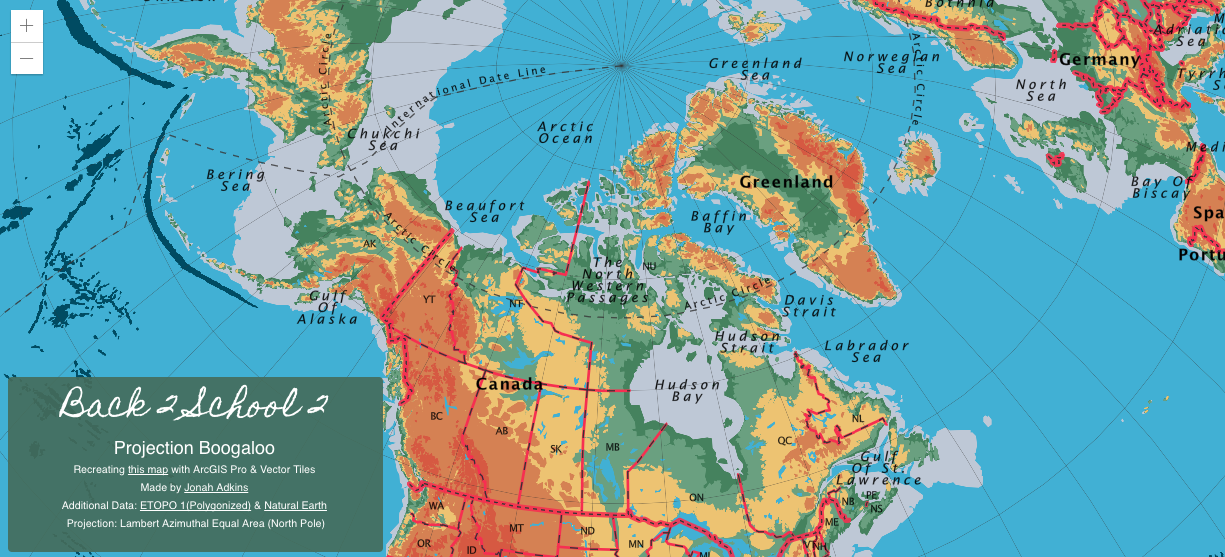 +
−
Arctic Circle
International Date Line
Chukchi
Sea
Bering
Sea
Arctic
Ocean
Greenland
Sea
Norwegian
Sea
Arctic Circle
Bothnia
Germany
Adriatic
Sea
North
Sea
Bay Of
Biscay
Greenland
Beaufort
Sea
Baffin
Bay
AK
Arctic Circle
YT
NT
NU
The
North
Western
Passages
Arctic Circle
Davis
Strait
Gulf
Of
Alaska
Hudson
Strait
Labrador
Sea
Canada
Hudson
Bay
BC
AB
SK
MB
ON
QC
NL
Gulf
Of St.
Lawrence
NB
PE
NS
ME
NH
WA
OR
ID
MT
ND
MN
MI
Back 2 School 2
Projection Boogaloo
Recreating this map with ArcGIS Pro & Vector Tiles
Made by Jonah Adkins
Additional Data: ETOPO 1(Polygonized) & Natural Earth
Projection: Lambert Azimuthal Equal Area (North Pole)